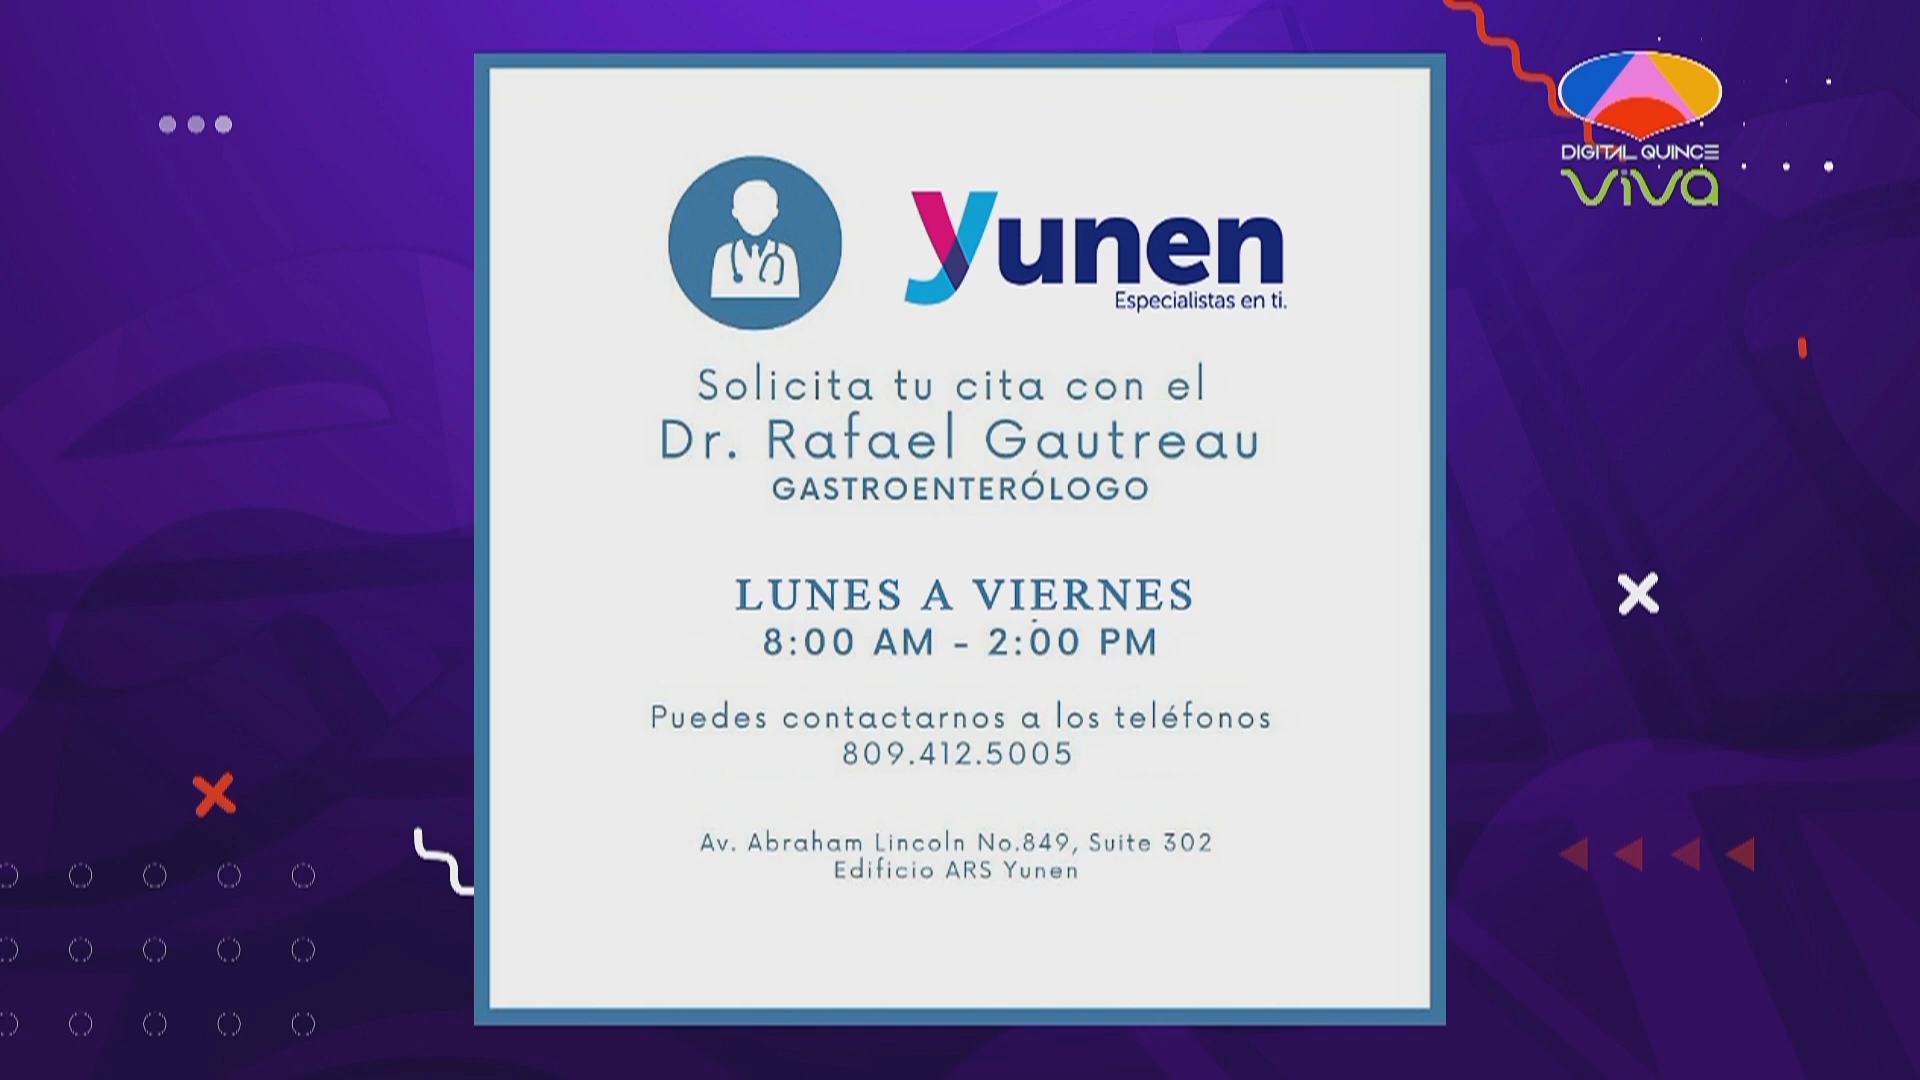 DIGITAL QUINCE
ViVa
yunen
Especialistas en ti.
Solicita tu cita con el
Dr. Rafael Gautreau
GASTROENTERÓLOGO
LUNES A VIERNES
8:00 AM - 2:00 PM
Puedes contactarnos a los teléfonos
809.412.5005
Av. Abraham Lincoln No.849, Suite 302
Edificio ARS Yunen